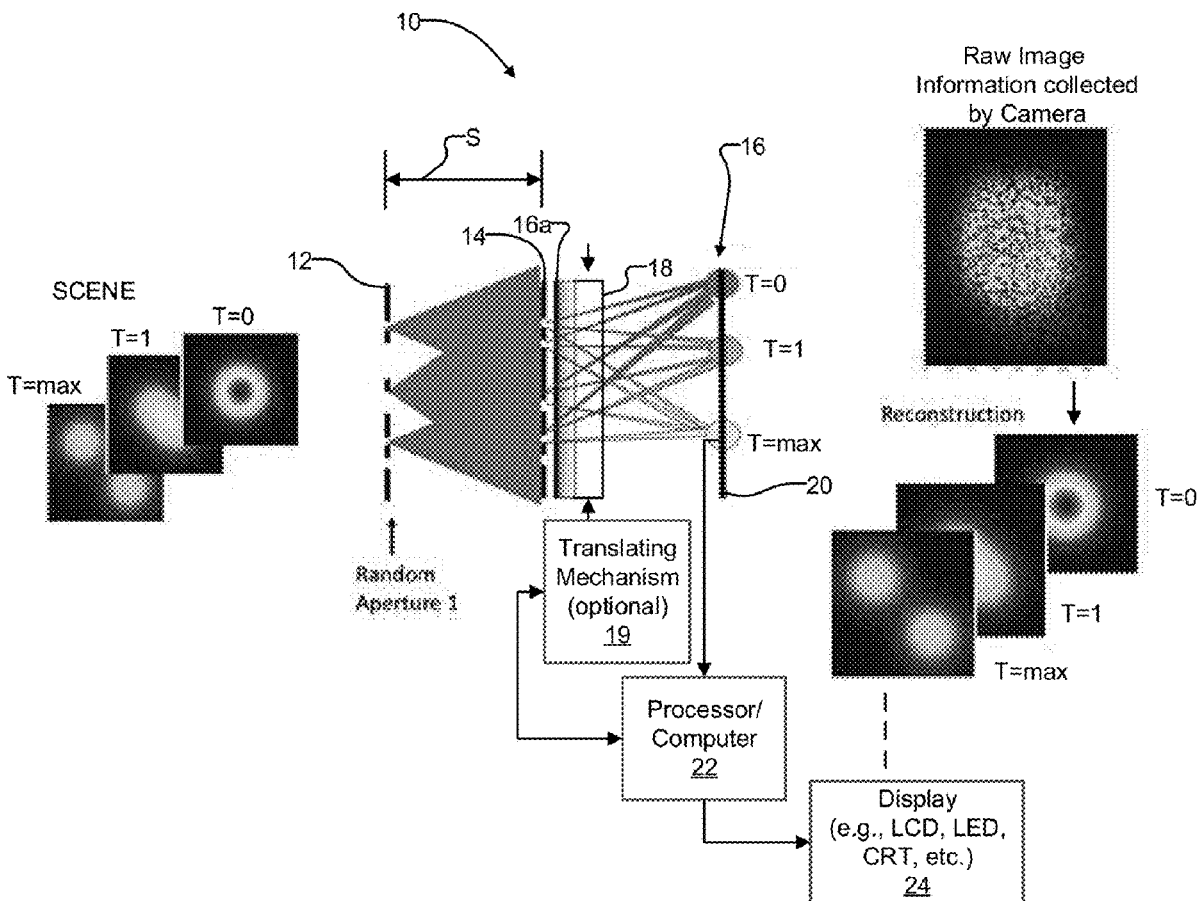 10
Raw Image
Information collected
by Camera
S
16
16a
14
12
18
SCENE
T=0
T=1
T=max
T=0
T=1
T=max
Reconstruction
20
Random
Aperture 1
Translating
Mechanism
(optional)
19
T=0
T=1
T=max
Processor/
Computer
22
Display
(e.g., LCD, LED,
CRT, etc.)
24